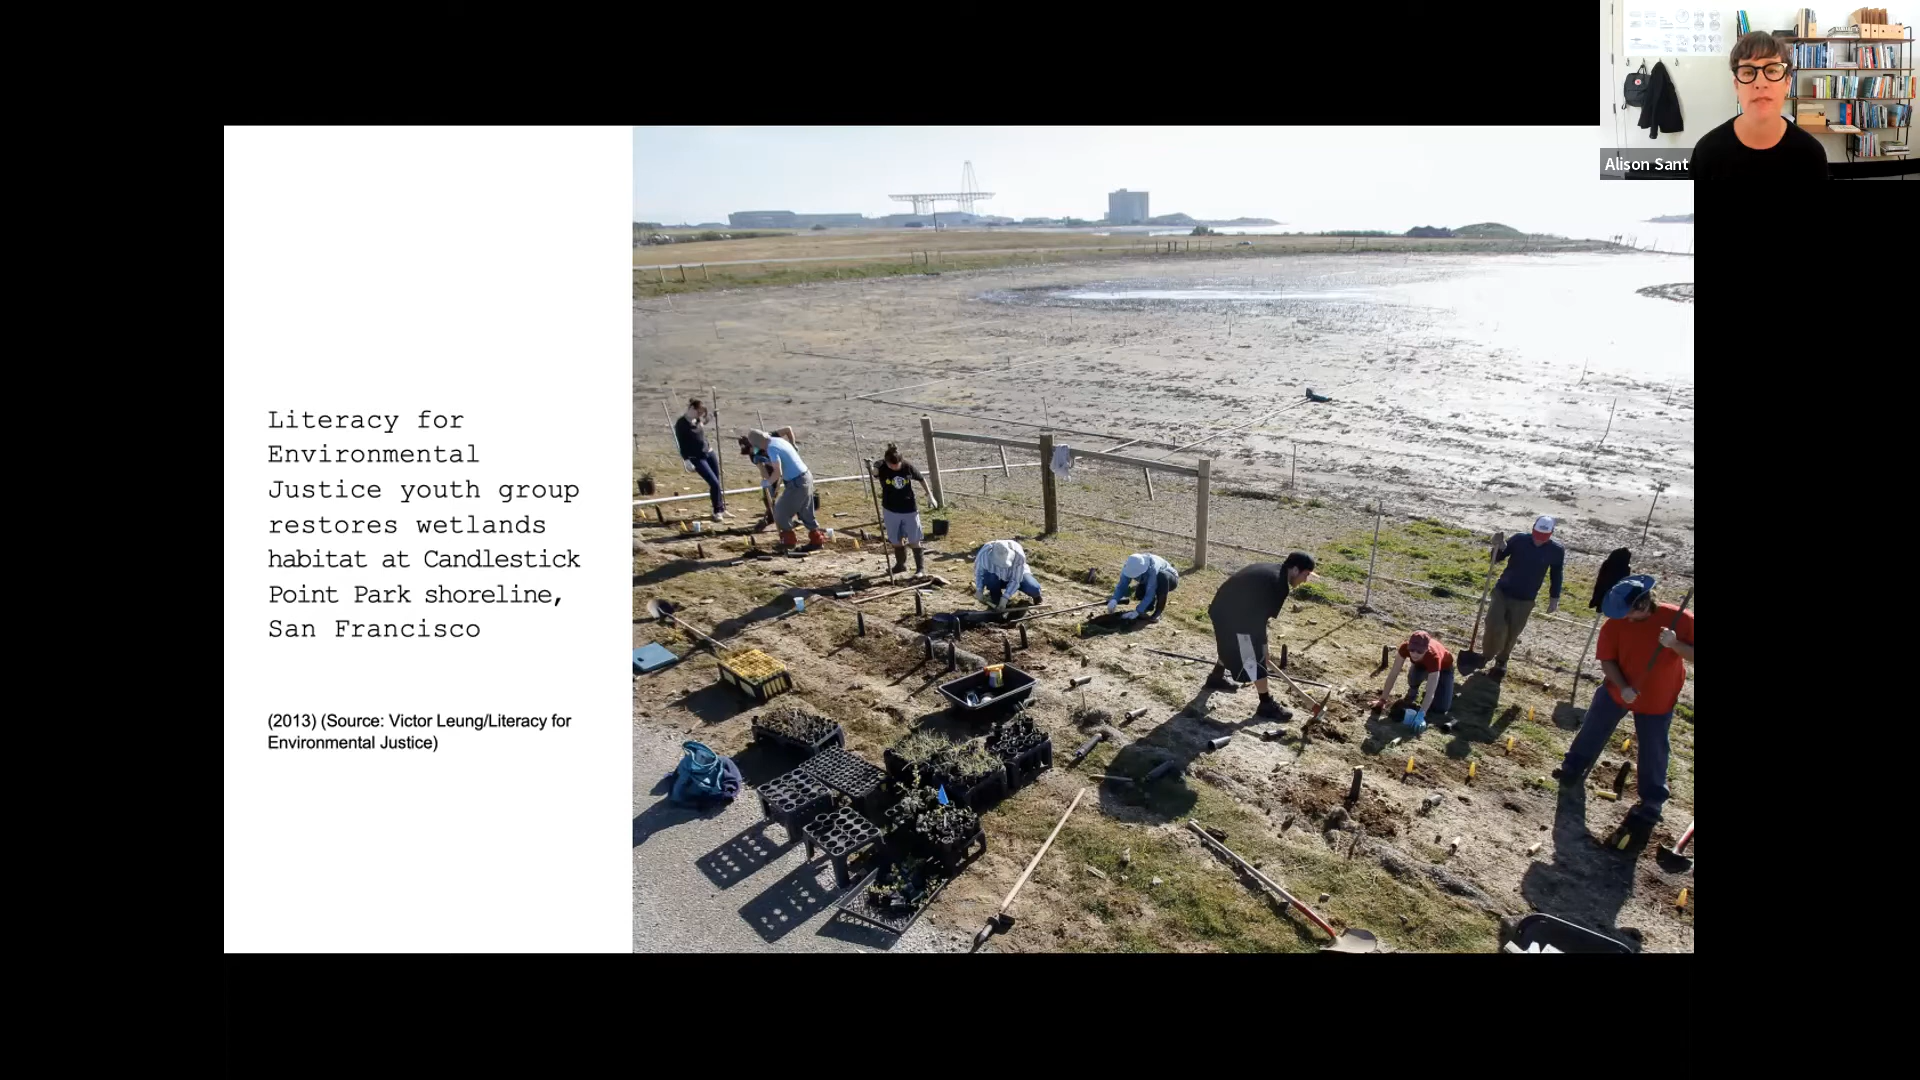 Alison Sant
Literacy for
Environmental
Justice youth group
restores wetlands
habitat at Candlestick
Point Park shoreline,
San Francisco
(2013) (Source: Victor Leung/Literacy for
Environmental Justice)